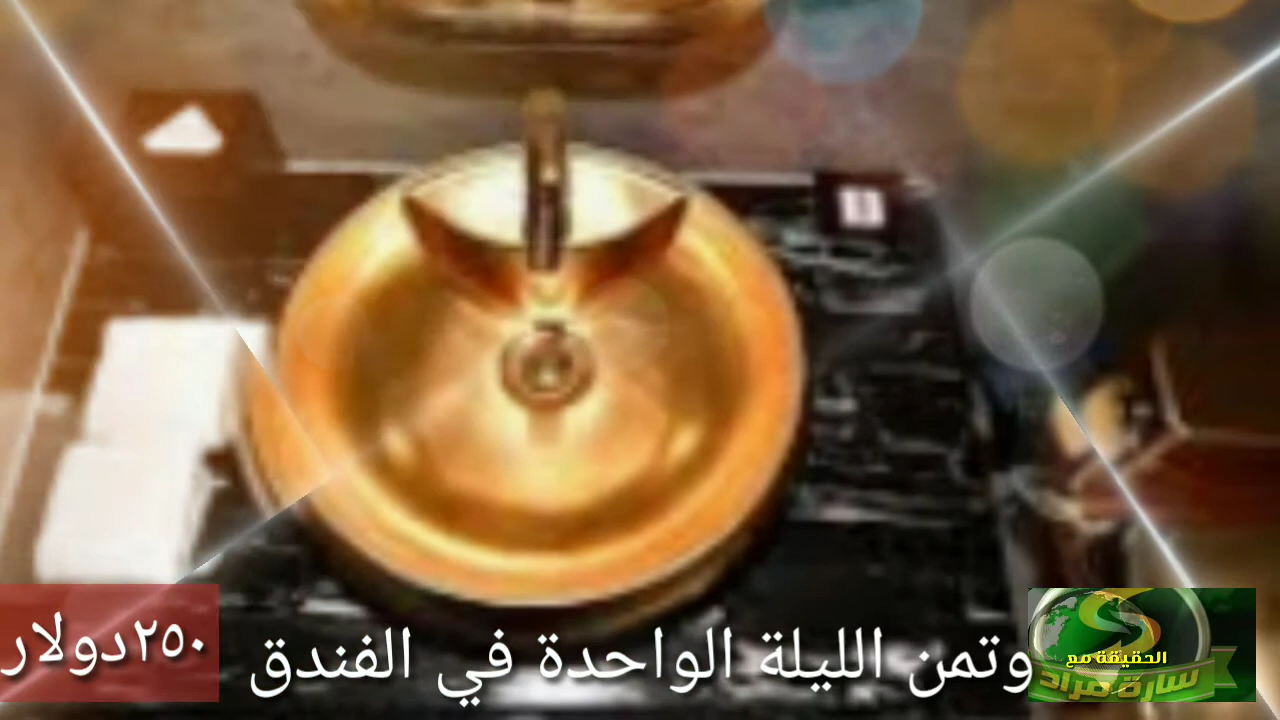 وتمن الليلة الواحدة في الفندق
٢٥٠دولار
الحقيقة مع
سارة مراد